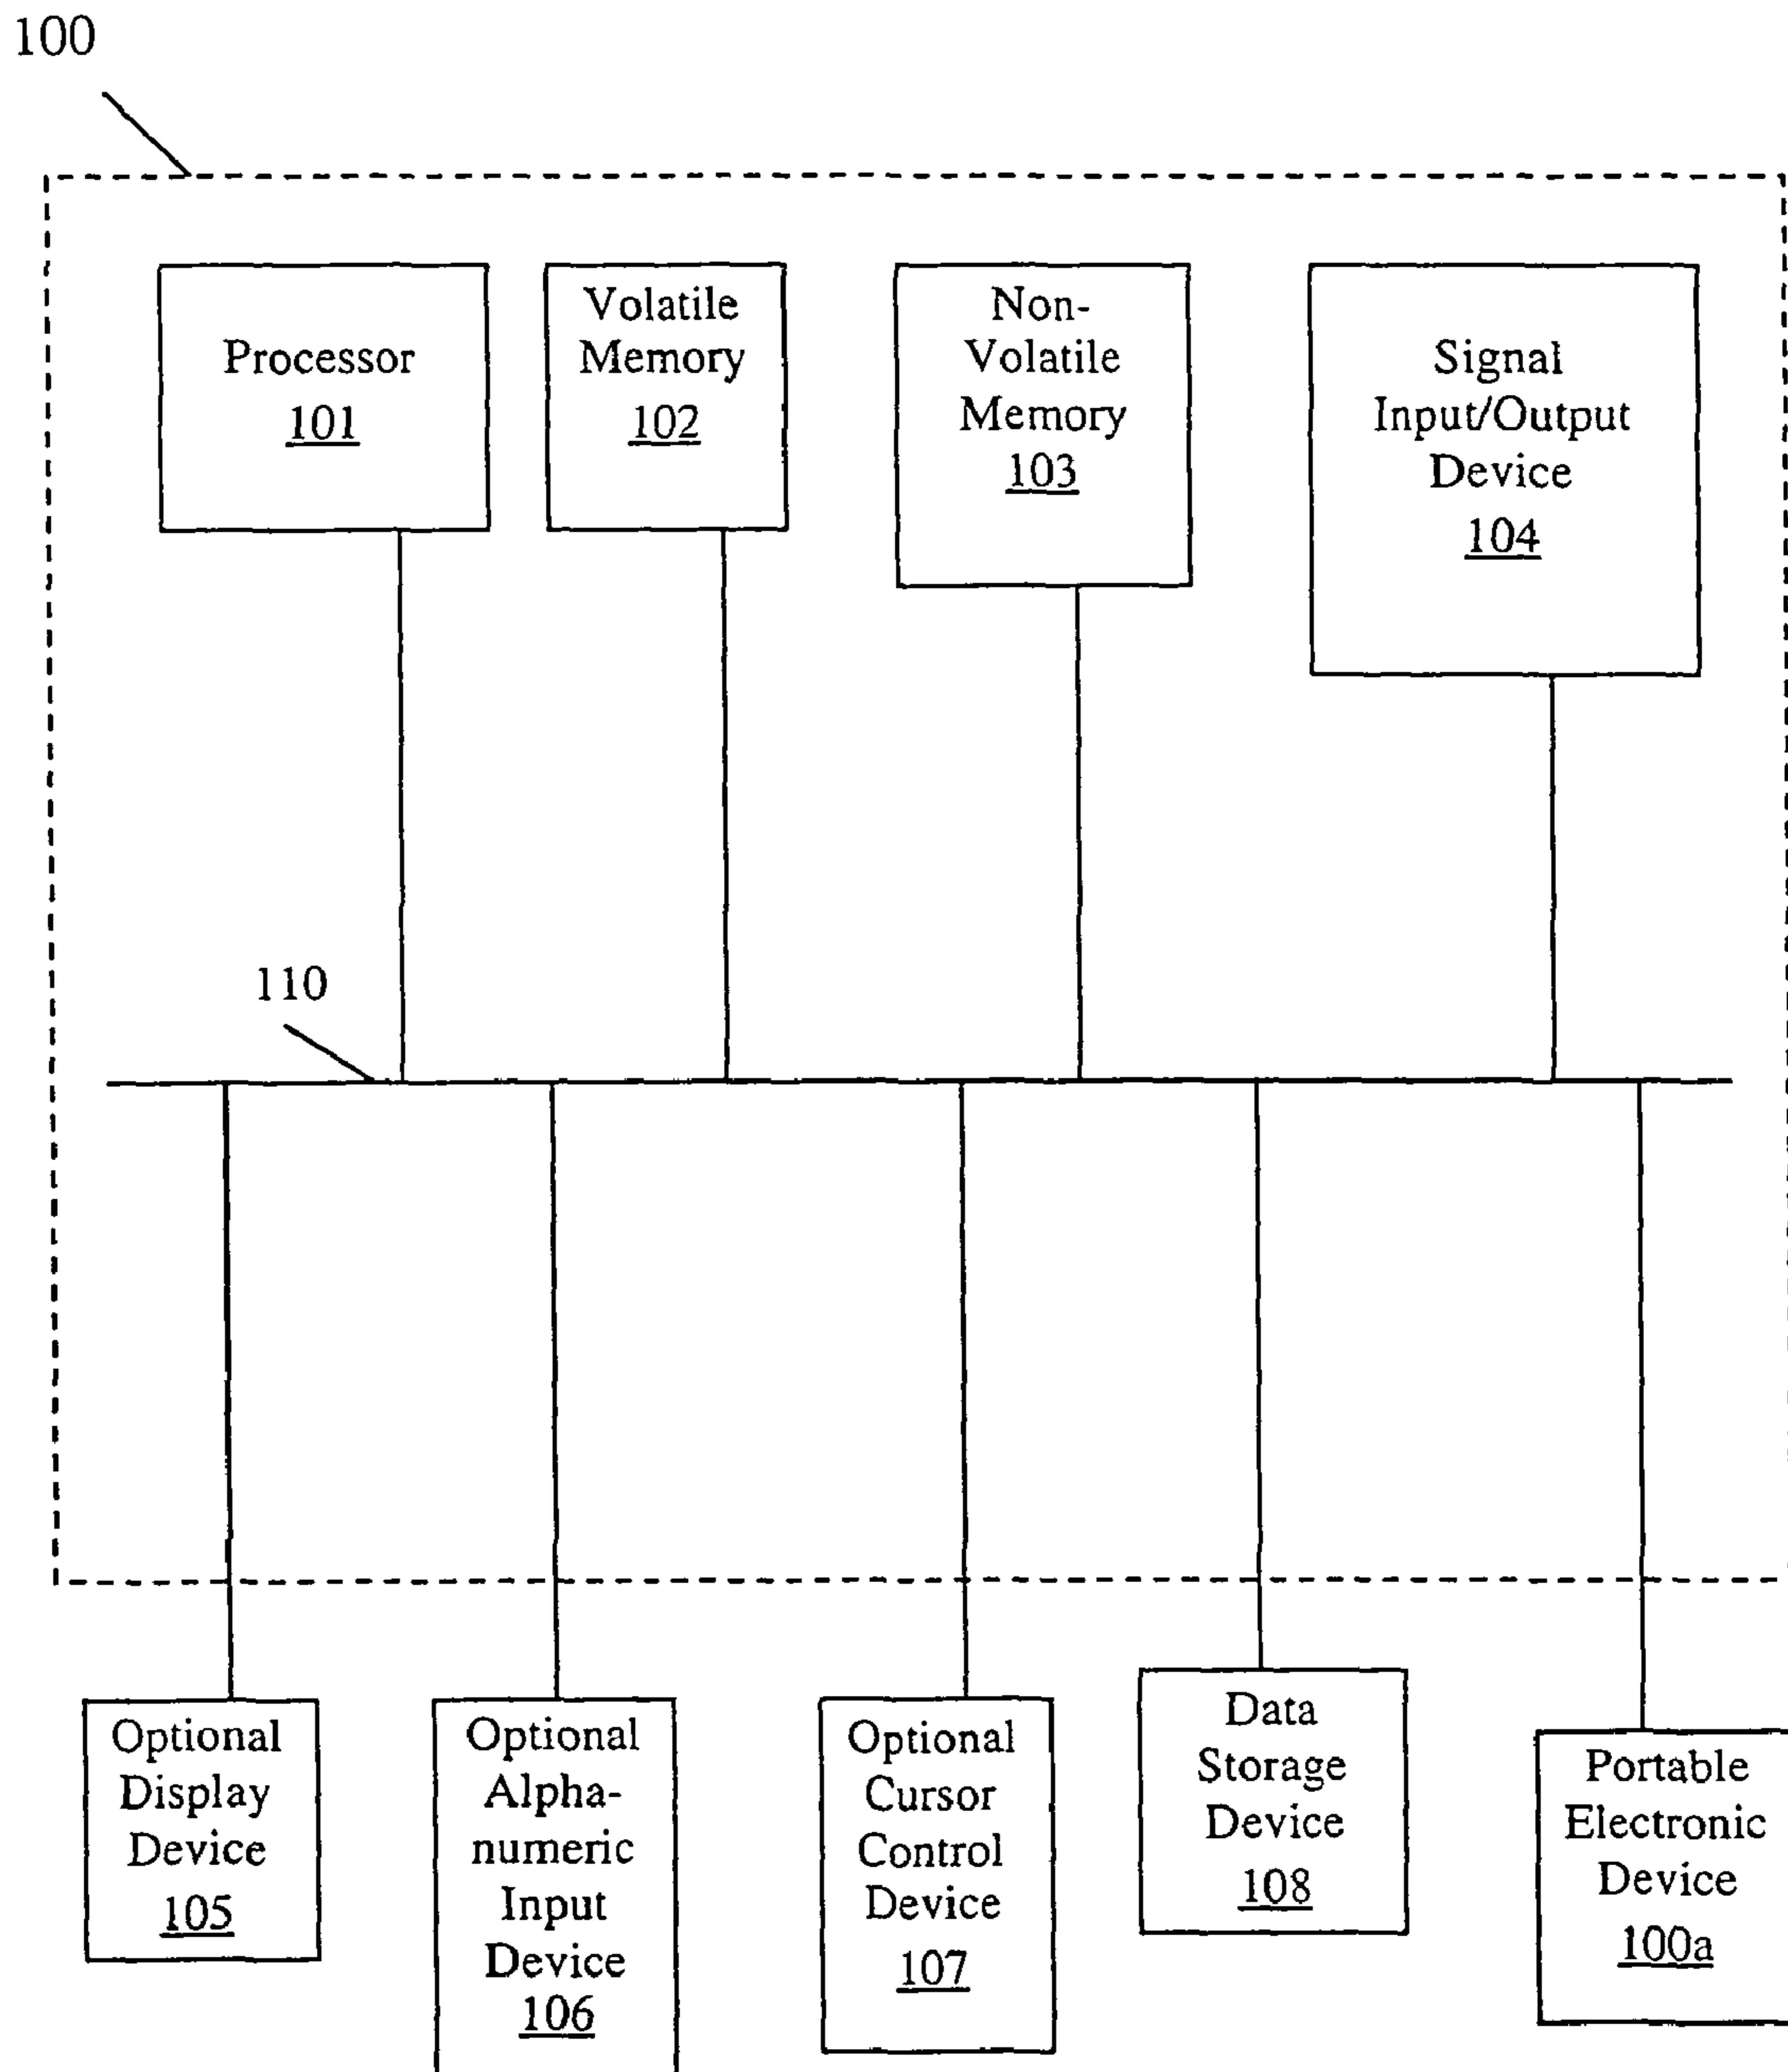 100
Processor
101
Volatile
Memory
102
Non-
Volatile
Memory
103
Signal
Input/Output
Device
104
110
Optional
Display
Device
105
Optional
Alpha-
numeric
Input
Device
106
Optional
Cursor
Control
Device
107
Data
Storage
Device
108
Portable
Electronic
Device
100a